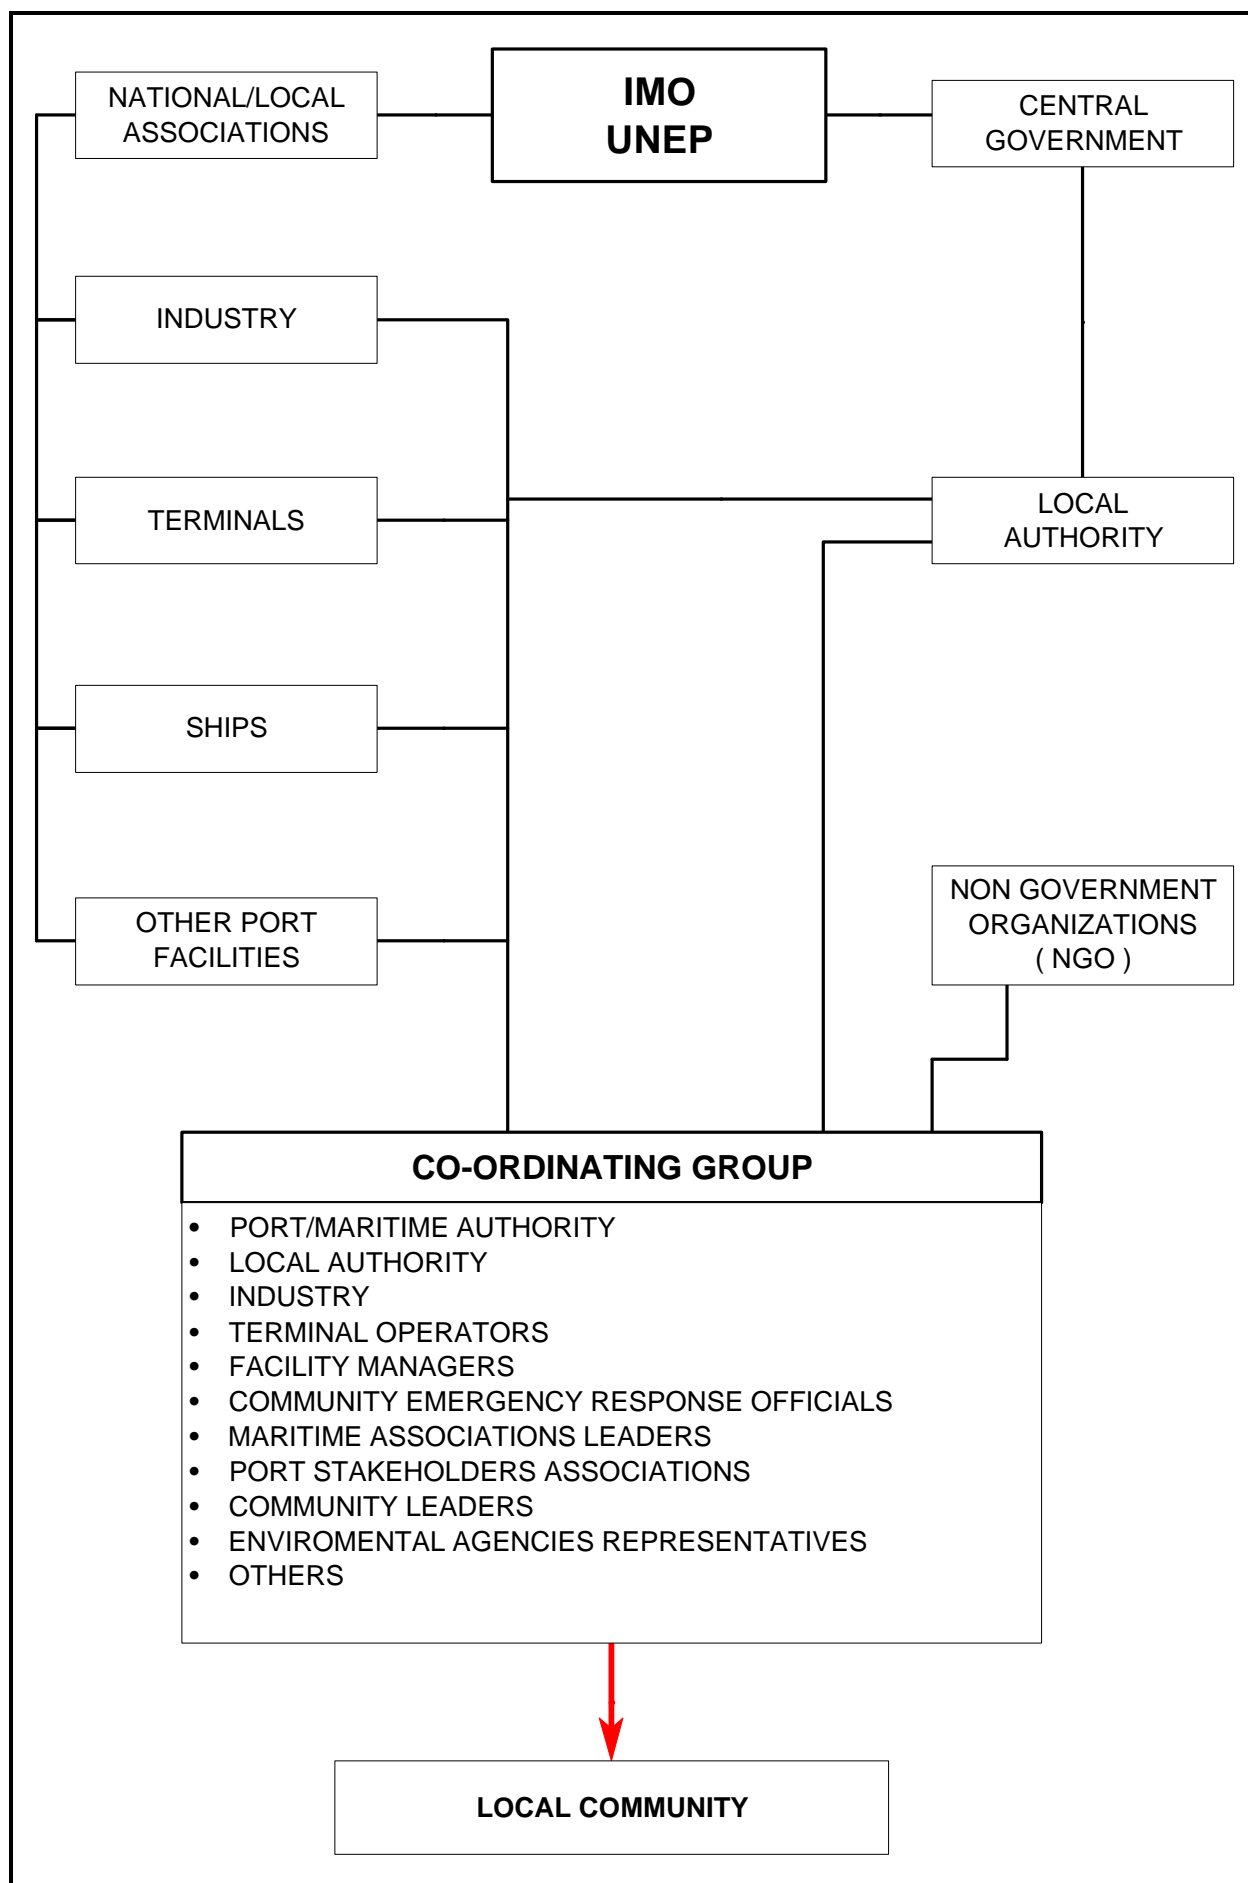 NATIONAL/LOCAL
ASSOCIATIONS
IMO
UNEP
CENTRAL
GOVERNMENT
INDUSTRY
TERMINALS
LOCAL
AUTHORITY
SHIPS
OTHER PORT
FACILITIES
NON GOVERNMENT
ORGANIZATIONS
( NGO )
CO-ORDINATING GROUP
• PORT/MARITIME AUTHORITY
• LOCAL AUTHORITY
• INDUSTRY
• TERMINAL OPERATORS
• FACILITY MANAGERS
• COMMUNITY EMERGENCY RESPONSE OFFICIALS
• MARITIME ASSOCIATIONS LEADERS
• PORT STAKEHOLDERS ASSOCIATIONS
• COMMUNITY LEADERS
• ENVIROMENTAL AGENCIES REPRESENTATIVES
• OTHERS
LOCAL COMMUNITY